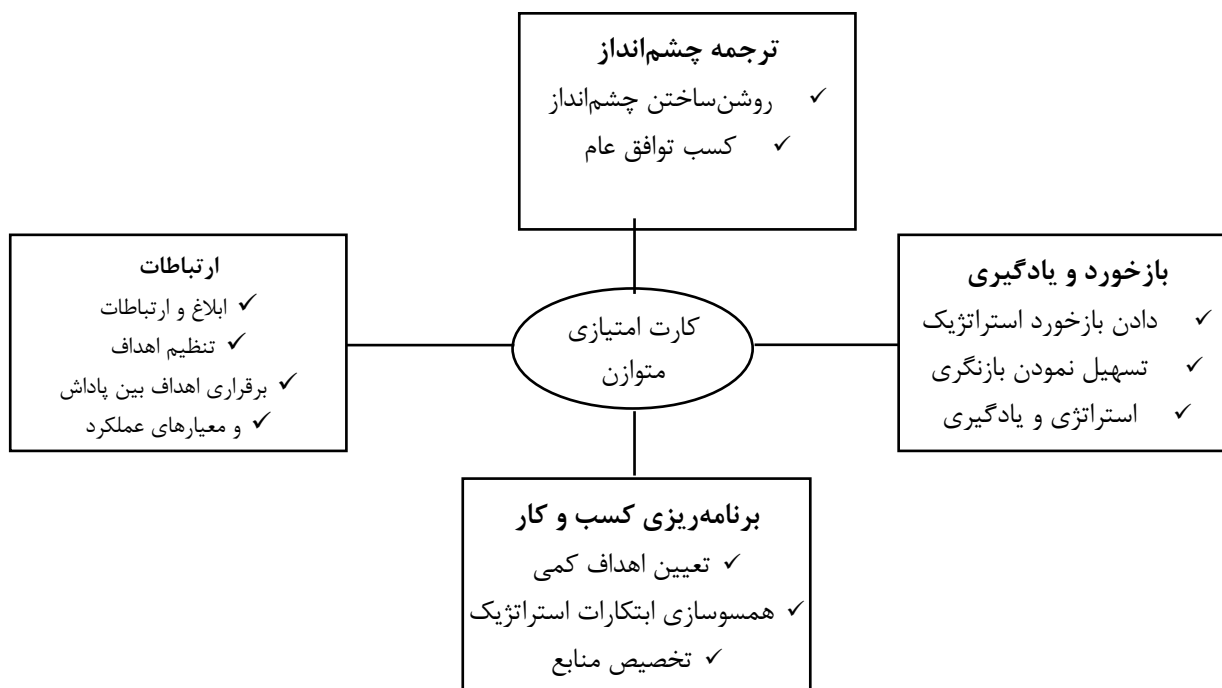 ترجمه چشم‌انداز
✓ روشن‌ساختن چشم‌انداز
✓ کسب توافق عام
بازخورد و یادگیری
✓ دادن بازخورد استراتژیک
✓ تسهیل نمودن بازنگری
✓ استراتژی و یادگیری
کارت امتیازی
متوازن
ارتباطات
✓ ابلاغ و ارتباطات
✓ تنظیم اهداف
✓ برقراری اهداف بین پاداش
✓ و معیارهای عملکرد
برنامه‌ریزی کسب و کار
✓ تعیین اهداف کمی
✓ همسوسازی ابتکارات استراتژیک
✓ تخصیص منابع